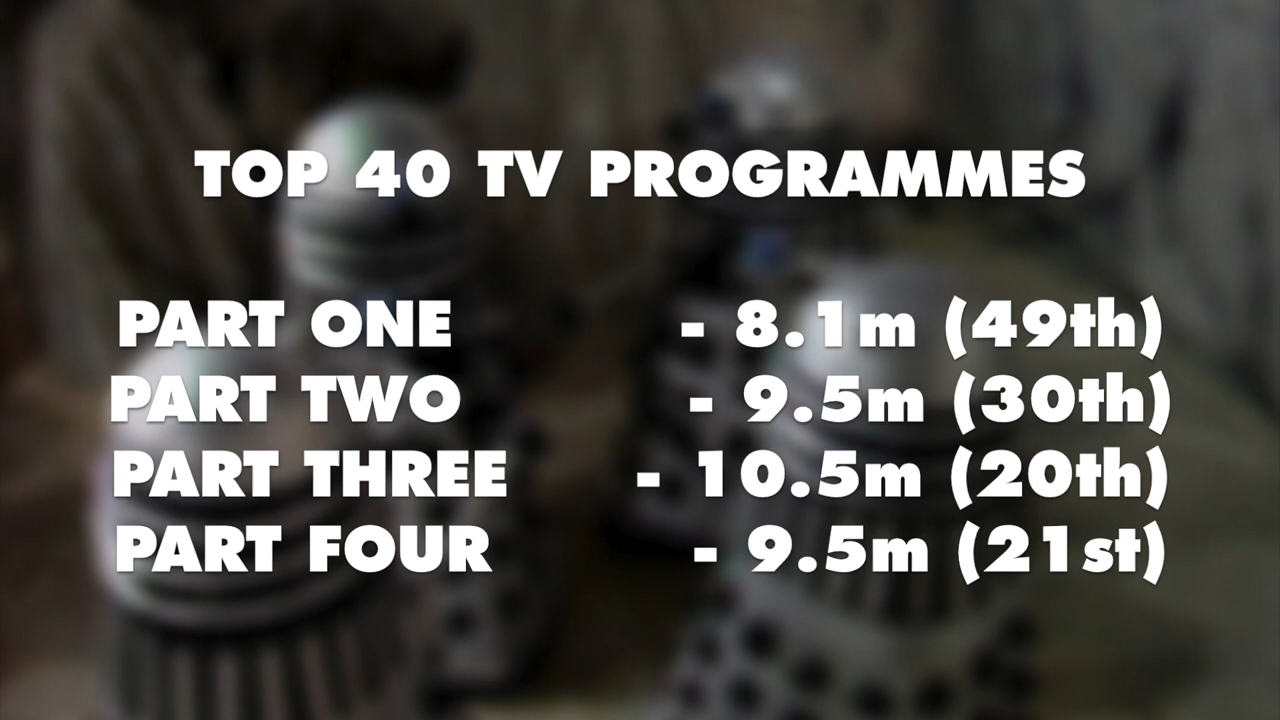 TOP 40 TV PROGRAMMES
PART ONE - 8.1m (49th)
PART TWO - 9.5m (30th)
PART THREE - 10.5m (20th)
PART FOUR - 9.5m (21st)